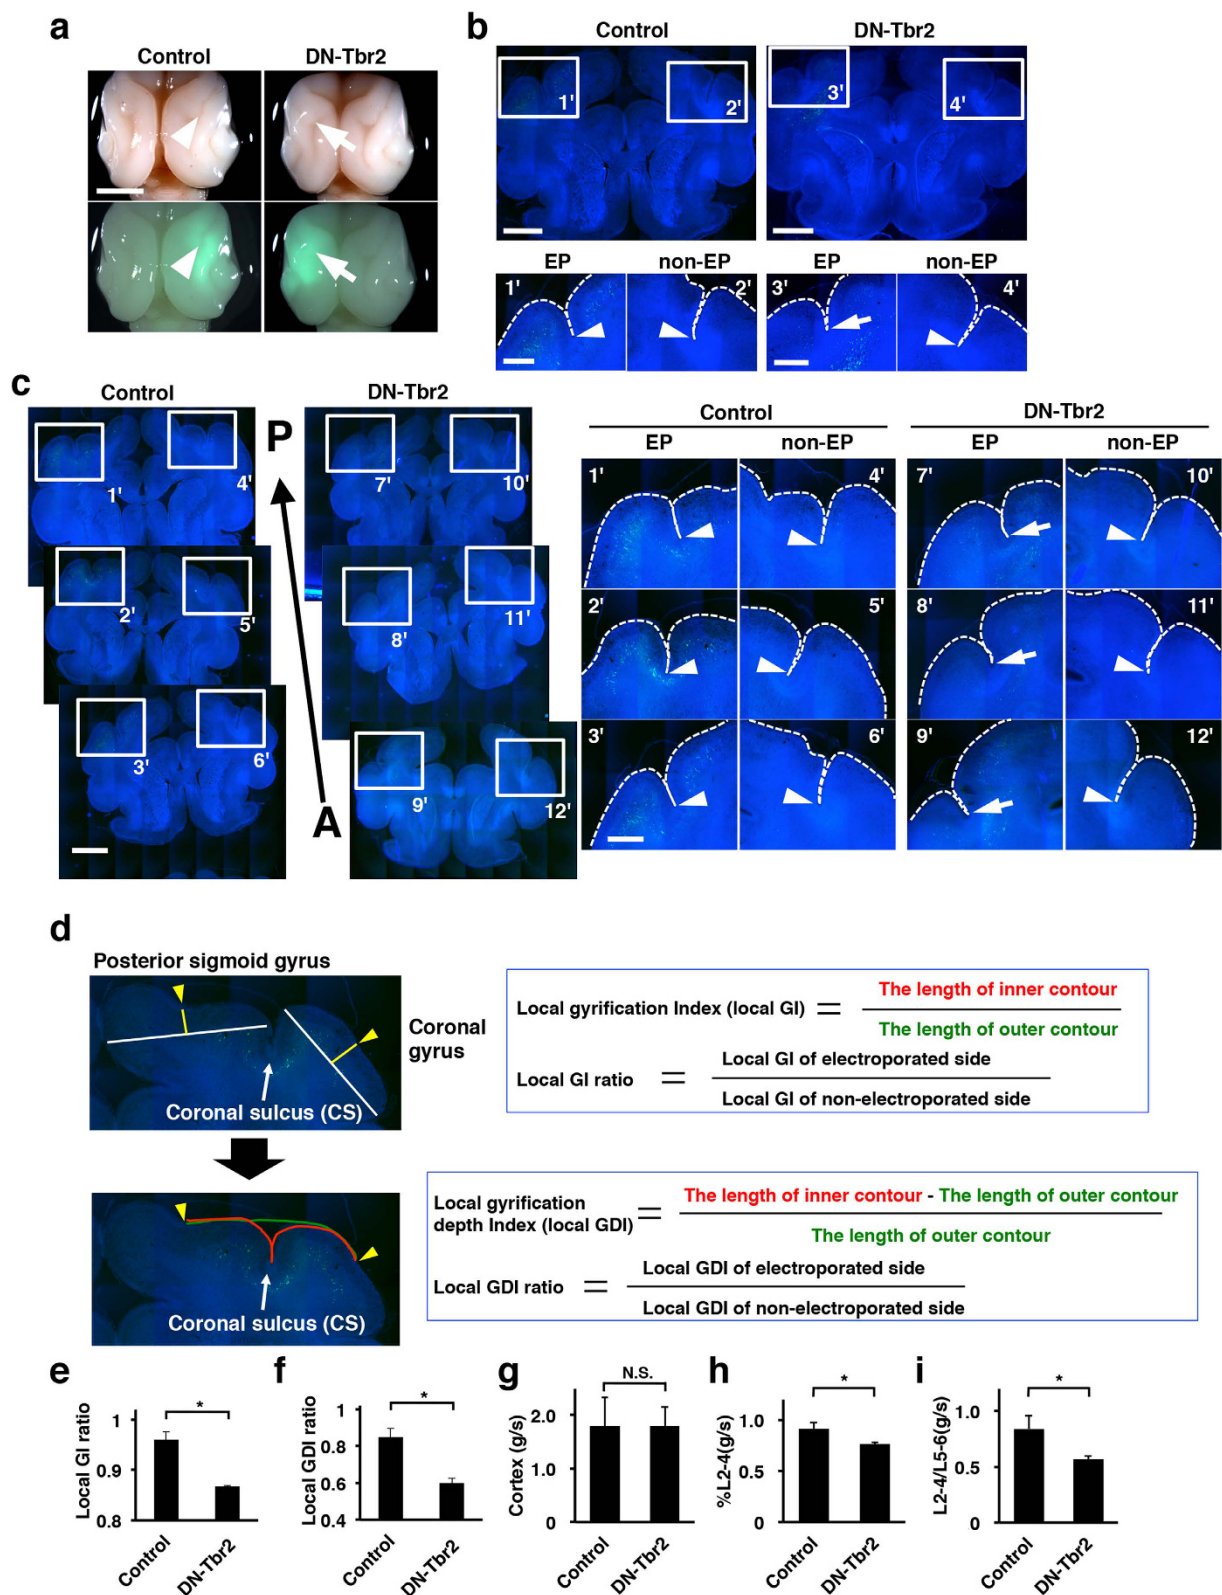 a
Control
DN-Tbr2
b
Control
DN-Tbr2
1'
2'
3'
4'
EP
non-EP
EP
non-EP
1'
2'
3'
4'
c
Control
DN-Tbr2
P
A
1'
4'
2'
5'
3'
6'
7'
10'
8'
11'
9'
12'
Control
DN-Tbr2
EP
non-EP
EP
non-EP
1'
4'
7'
10'
2'
5'
8'
11'
3'
6'
9'
12'
d
Posterior sigmoid gyrus
Coronal
gyrus
Coronal sulcus (CS)
Coronal sulcus (CS)
Local gyrification Index (local GI) = The length of inner contour
The length of outer contour
Local GI ratio = Local GI of electroporated side
Local GI of non-electroporated side
Local gyrification
depth Index (local GDI) = The length of inner contour - The length of outer contour
The length of outer contour
Local GDI ratio = Local GDI of electroporated side
Local GDI of non-electroporated side
e
Local GI ratio
1
0.9
0.8
*
Control
DN-Tbr2
f
Local GDI ratio
1
0.8
0.6
0.4
*
Control
DN-Tbr2
g
Cortex (g/s)
2.0
1.0
0
N.S.
Control
DN-Tbr2
h
%L2-4(g/s)
1.0
0.5
0
*
Control
DN-Tbr2
i
L2-4/L5-6(g/s)
1.0
0.5
0
*
Control
DN-Tbr2